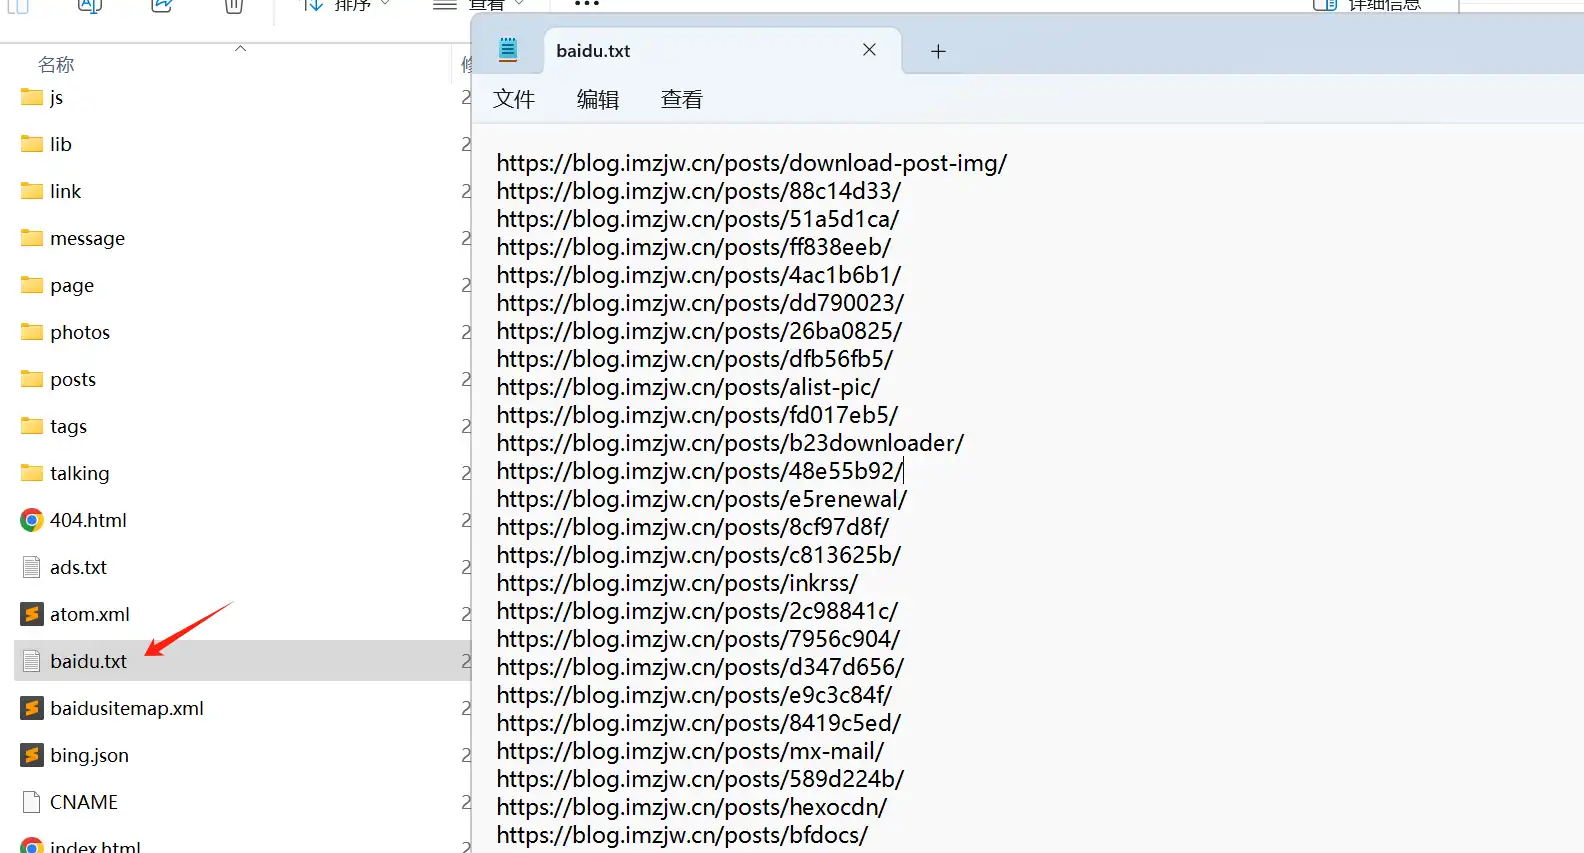 排序
查看
详细信息
名称
js
lib
link
message
page
photos
posts
tags
talking
404.html
ads.txt
atom.xml
baidu.txt
baidusitemap.xml
bing.json
CNAME
index.html
baidu.txt
文件 编辑 查看
https://blog.imzjw.cn/posts/download-post-img/
https://blog.imzjw.cn/posts/88c14d33/
https://blog.imzjw.cn/posts/51a5d1ca/
https://blog.imzjw.cn/posts/ff838eeb/
https://blog.imzjw.cn/posts/4ac1b6b1/
https://blog.imzjw.cn/posts/dd790023/
https://blog.imzjw.cn/posts/26ba0825/
https://blog.imzjw.cn/posts/dfb56fb5/
https://blog.imzjw.cn/posts/alist-pic/
https://blog.imzjw.cn/posts/fd017eb5/
https://blog.imzjw.cn/posts/b23downloader/
https://blog.imzjw.cn/posts/48e55b92/
https://blog.imzjw.cn/posts/e5renewal/
https://blog.imzjw.cn/posts/8cf97d8f/
https://blog.imzjw.cn/posts/c813625b/
https://blog.imzjw.cn/posts/inkrss/
https://blog.imzjw.cn/posts/2c98841c/
https://blog.imzjw.cn/posts/7956c904/
https://blog.imzjw.cn/posts/d347d656/
https://blog.imzjw.cn/posts/e9c3c84f/
https://blog.imzjw.cn/posts/8419c5ed/
https://blog.imzjw.cn/posts/mx-mail/
https://blog.imzjw.cn/posts/589d224b/
https://blog.imzjw.cn/posts/hexocdn/
https://blog.imzjw.cn/posts/bfdocs/